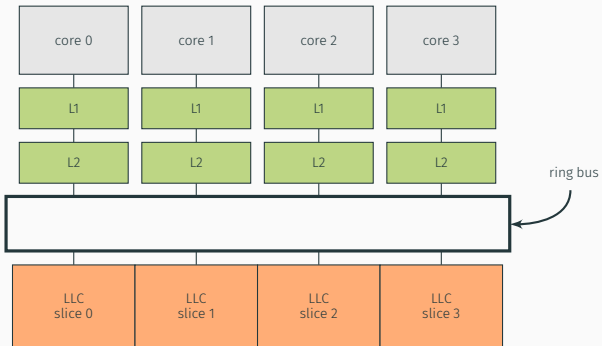 core 0
core 1
core 2
core 3
L1
L1
L1
L1
L2
L2
L2
L2
ring bus
LLC
slice 0
LLC
slice 1
LLC
slice 2
LLC
slice 3